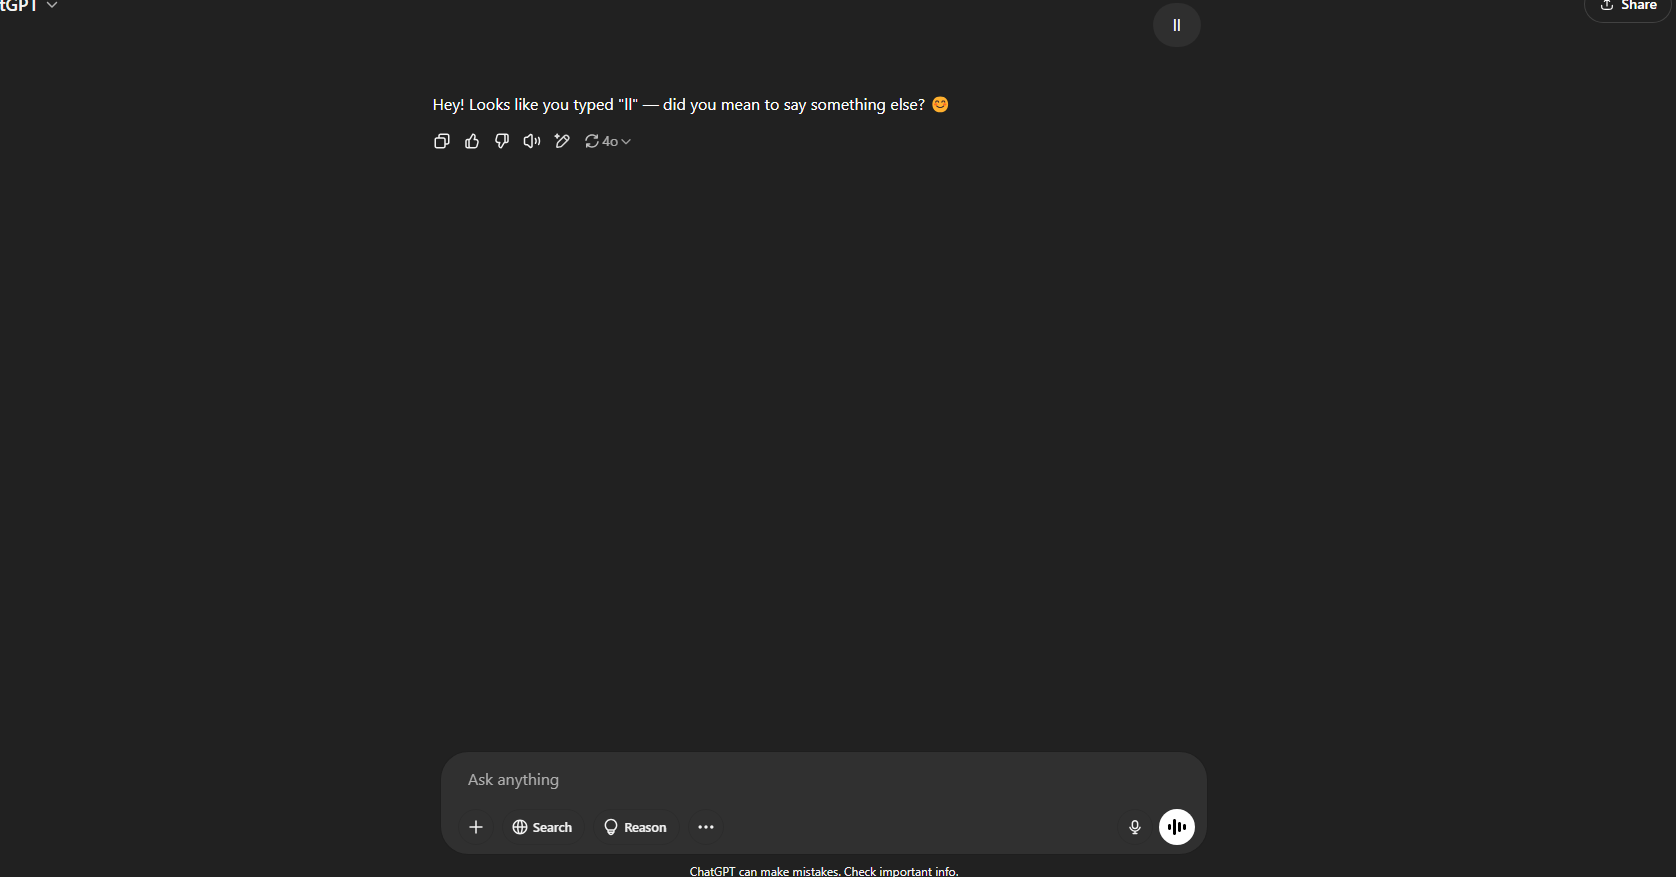 tGPT
Share
ll
Hey! Looks like you typed "ll" — did you mean to say something else? 😊
4o
Ask anything
Search
Reason
ChatGPT can make mistakes. Check important info.